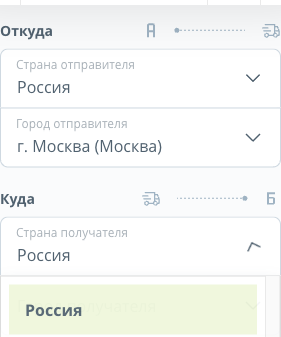 Откуда А
Страна отправителя
Россия
Город отправителя
г. Москва (Москва)
Куда Б
Страна получателя
Россия
Россия